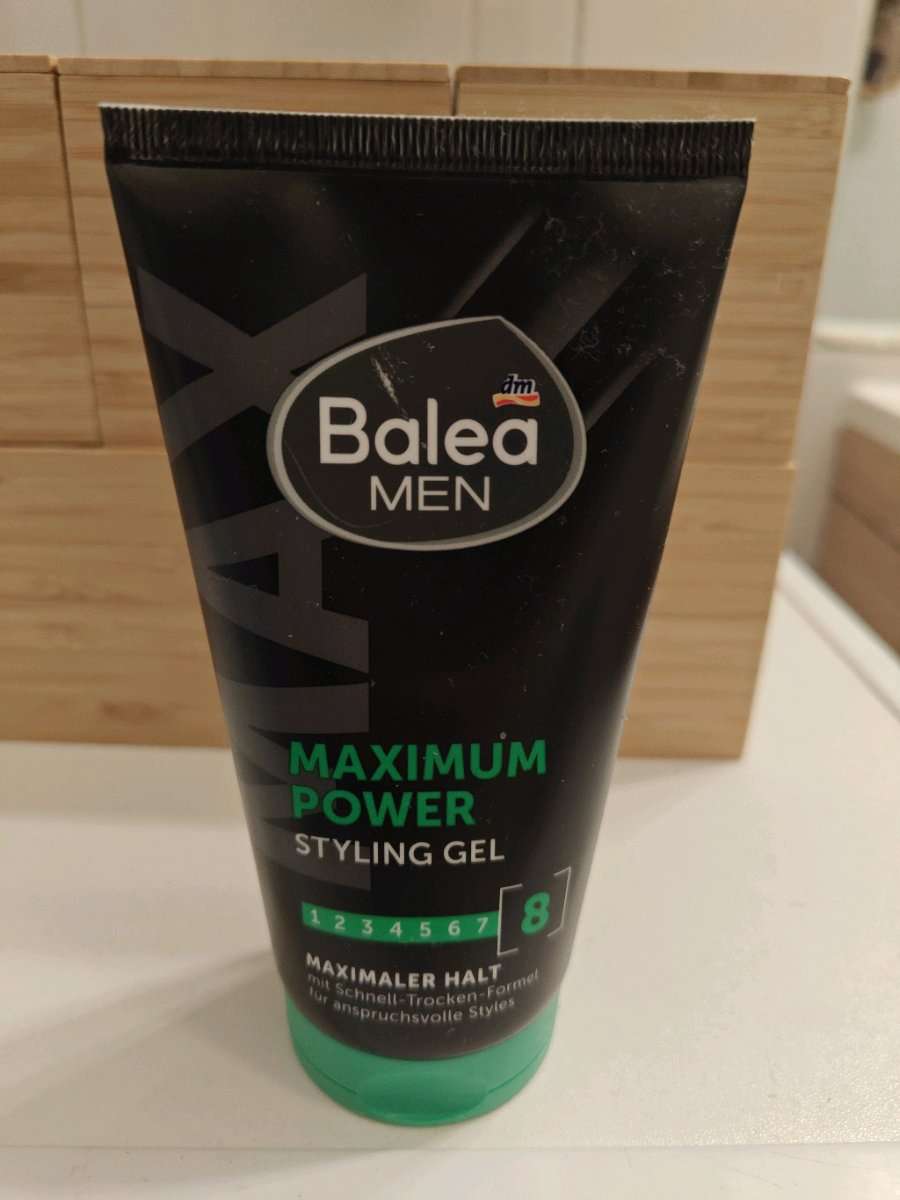 MAX
dm
Balea
MEN
MAXIMUM
POWER
STYLING GEL
1 2 3 4 5 6 7 [8]
MAXIMALER HALT
mit Schnell-Trocken-Formel
für anspruchsvolle Styles